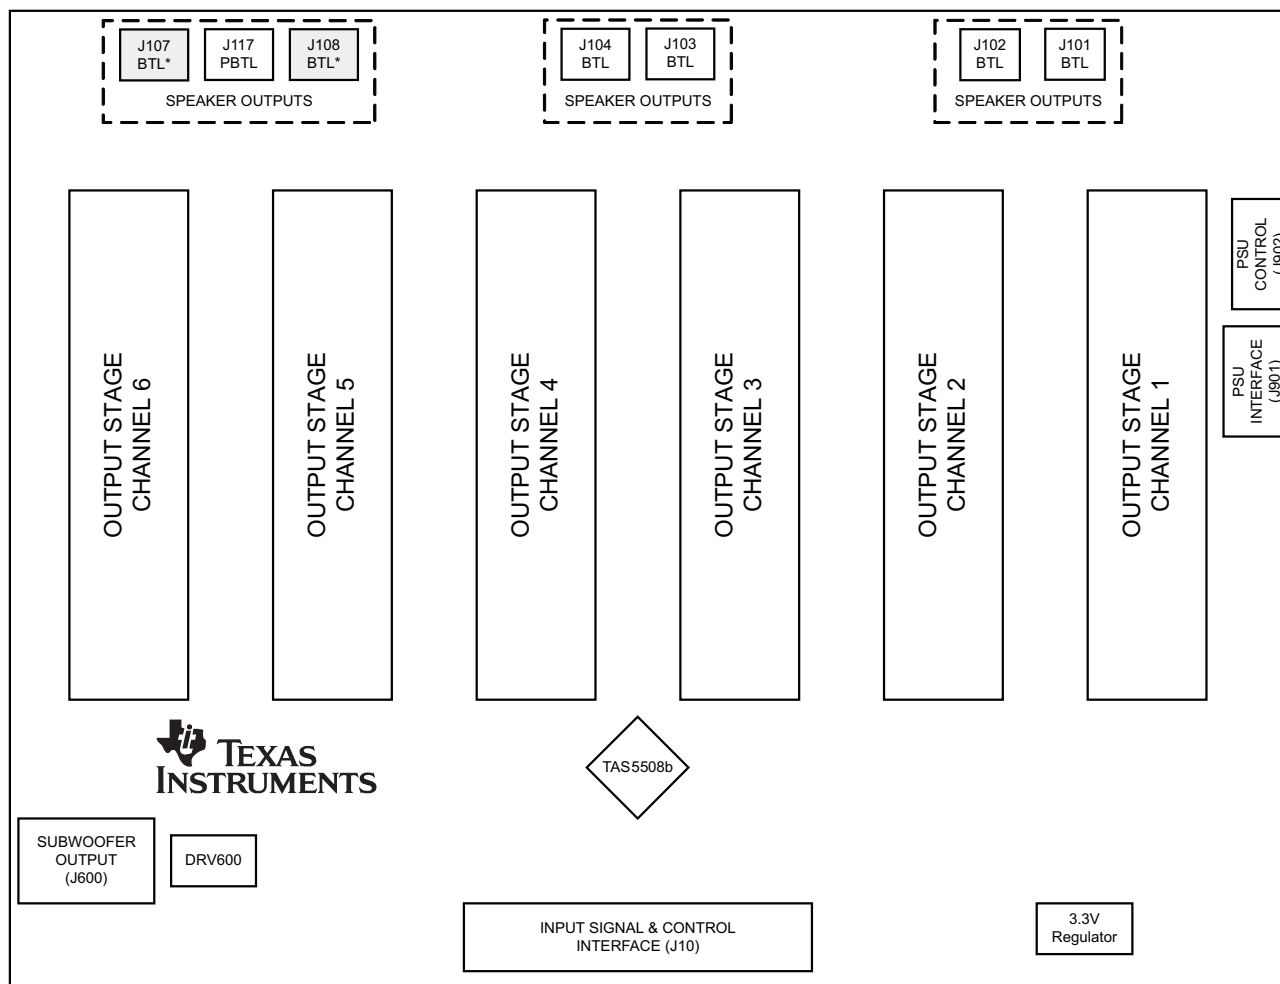 J107
BTL*
J117
PBTL
J108
BTL*
SPEAKER OUTPUTS
J104
BTL
J103
BTL
SPEAKER OUTPUTS
J102
BTL
J101
BTL
SPEAKER OUTPUTS
OUTPUT STAGE
CHANNEL 6
OUTPUT STAGE
CHANNEL 5
OUTPUT STAGE
CHANNEL 4
OUTPUT STAGE
CHANNEL 3
OUTPUT STAGE
CHANNEL 2
OUTPUT STAGE
CHANNEL 1
PSU
CONTROL
(J902)
PSU
INTERFACE
(J901)
TEXAS
INSTRUMENTS
TAS5508b
SUBWOOFER
OUTPUT
(J600)
DRV600
INPUT SIGNAL & CONTROL
INTERFACE (J10)
3.3V
Regulator